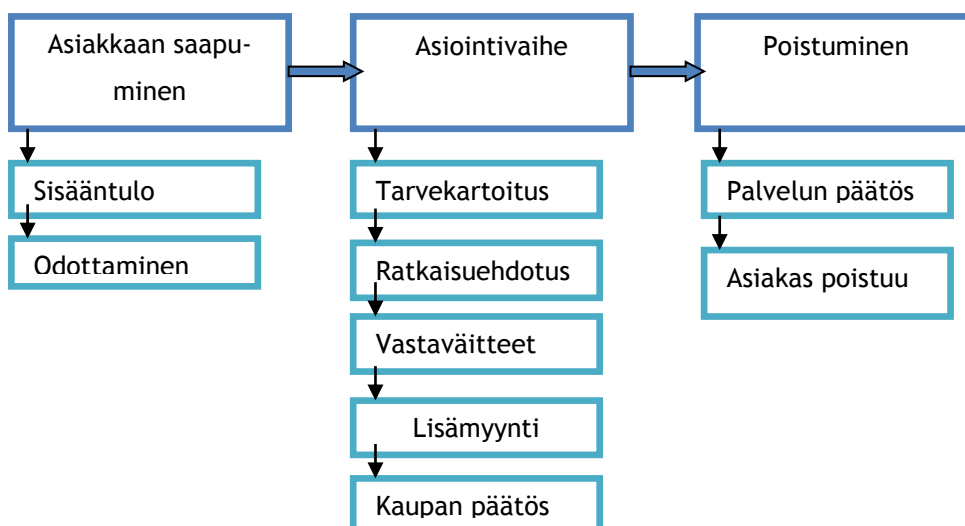 Asiakkaan saapu-
minen
Asiointivaihe
Poistuminen
Sisääntulo
Odottaminen
Tarvekartoitus
Ratkaisuehdotus
Vastaväitteet
Lisämyynti
Kaupan päätös
Palvelun päätös
Asiakas poistuu